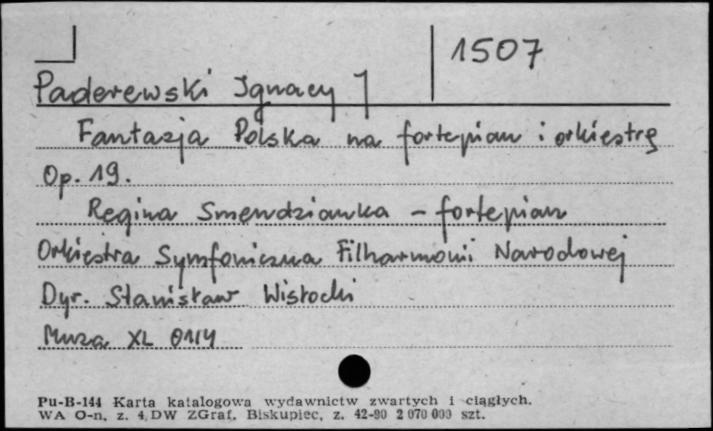 1507
Paderewski Ignacy J
Fantazja Polska na fortepian i orkiestrę
Op. 19.
Regina Smendzianka - fortepian
Orkiestra Symfoniczna Filharmonii Narodowej
Dyr. Stanisław Wisłocki
Muza XL 0114
Pu-B-144 Karta katalogowa wydawnictw zwartych i ciągłych.
WA O-n, z. 4, DW ZGraf. Biskupiec, z. 42-80 2 070 000 szt.